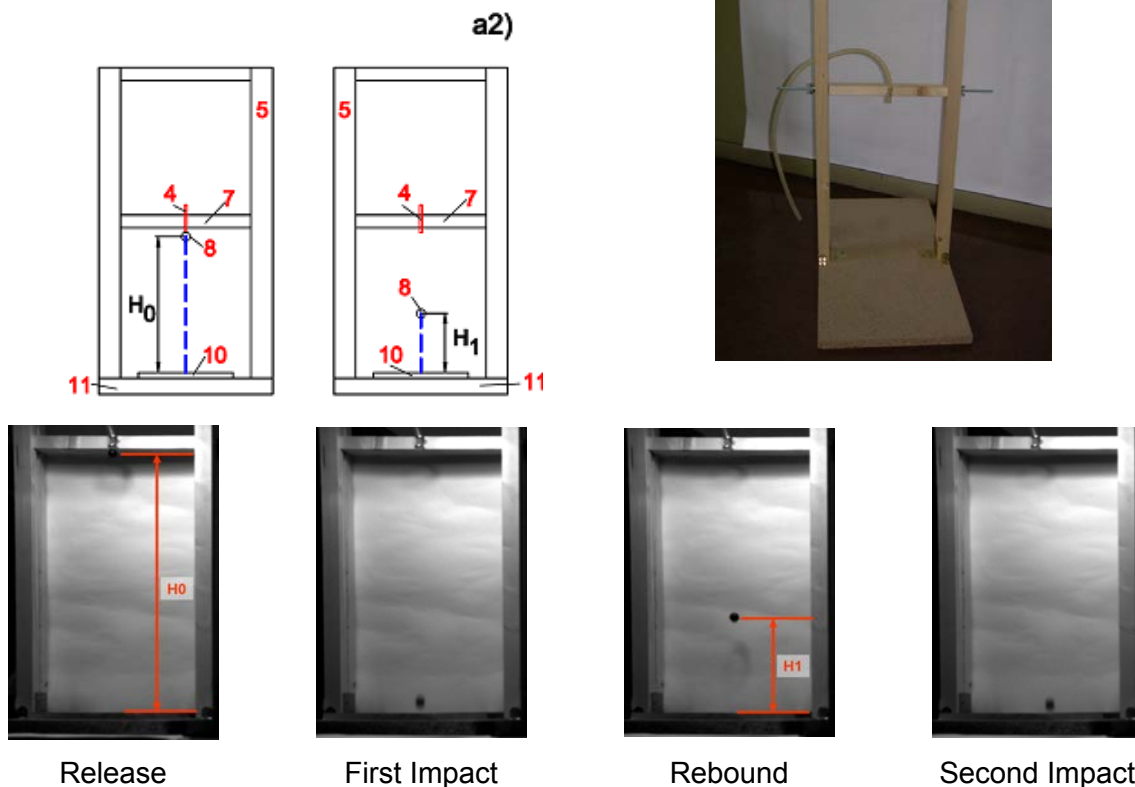 a2)
5 5
4 7 4 7
8
8
H0 H1
10 10
11 11
H0
H1
Release First Impact Rebound Second Impact